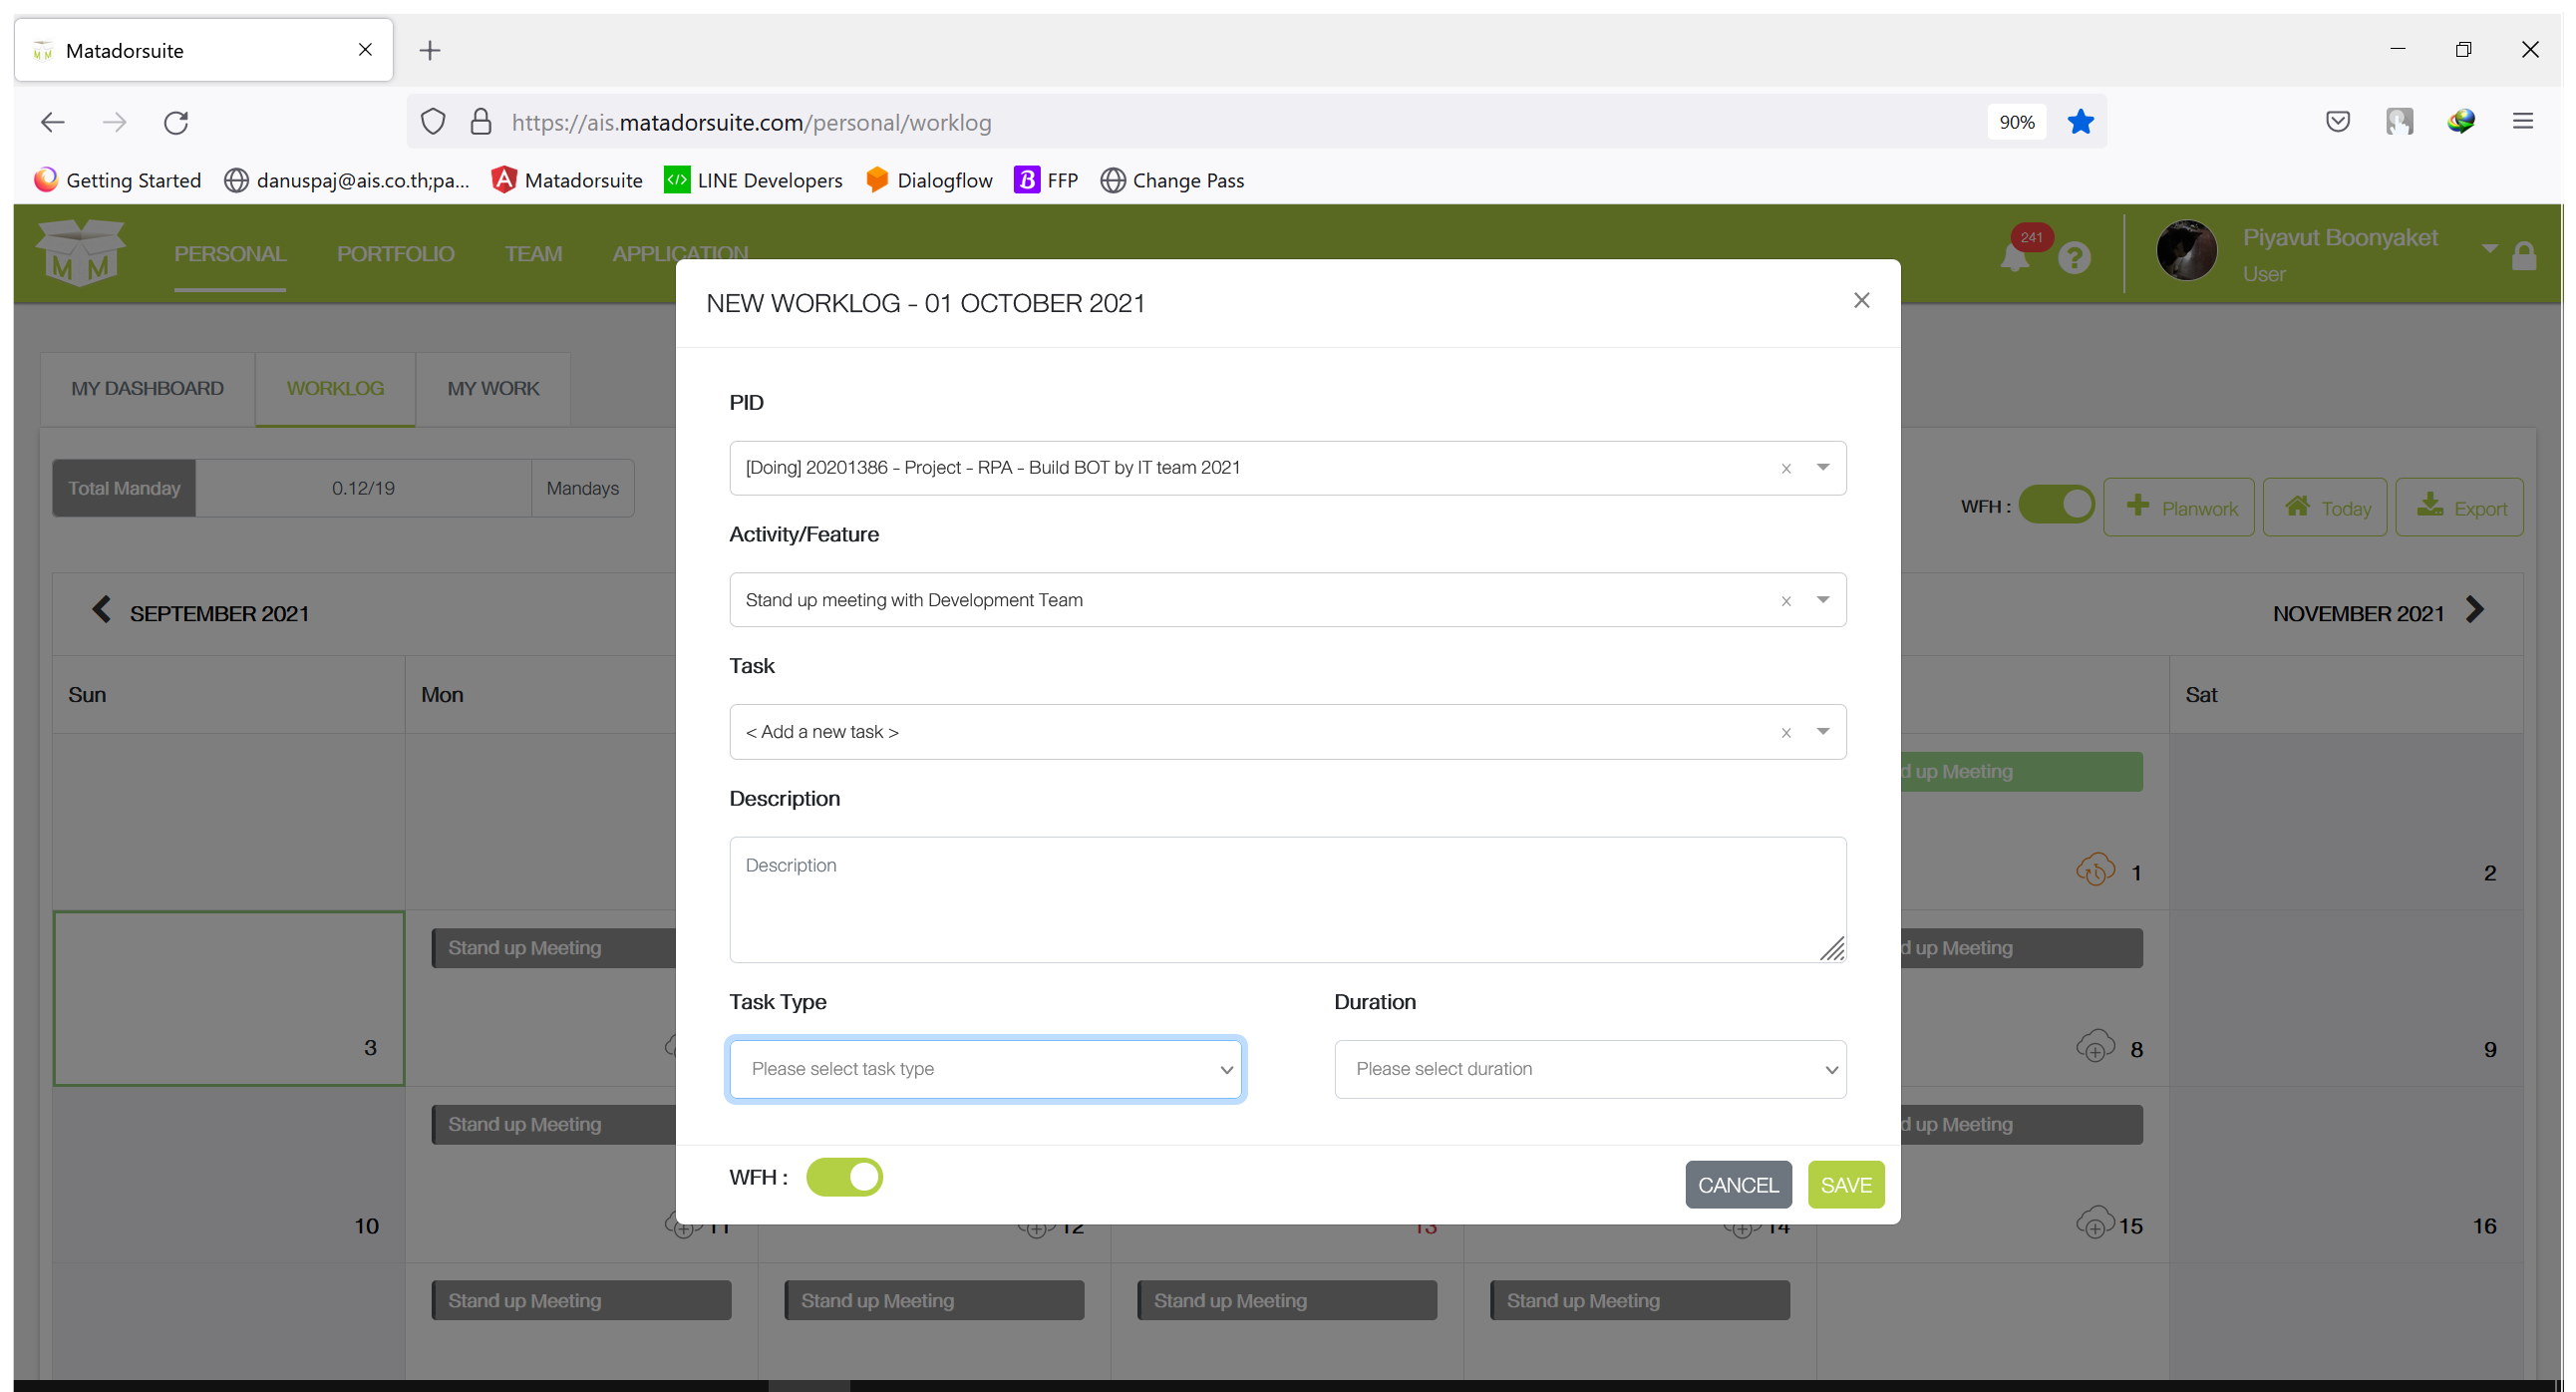 Matadorsuite
https://ais.matadorsuite.com/personal/worklog
90%
Getting Started
danuspaj@ais.co.th;pa...
Matadorsuite
LINE Developers
Dialogflow
FFP
Change Pass
M M
PERSONAL
PORTFOLIO
TEAM
APPLICATION
241
Piyavut Boonyaket
User
NEW WORKLOG - 01 OCTOBER 2021
MY DASHBOARD
WORKLOG
MY WORK
PID
[Doing] 20201386 - Project - RPA - Build BOT by IT team 2021
Total Manday
0.12/19
Mandays
WFH :
Planwork
Today
Export
Activity/Feature
Stand up meeting with Development Team
SEPTEMBER 2021
NOVEMBER 2021
Task
< Add a new task >
Sun
Mon
Sat
d up Meeting
Description
Description
1
2
Stand up Meeting
d up Meeting
Task Type
Duration
Please select task type
Please select duration
3
8
9
Stand up Meeting
d up Meeting
WFH :
CANCEL
SAVE
10
11
12
13
14
15
16
Stand up Meeting
Stand up Meeting
Stand up Meeting
Stand up Meeting